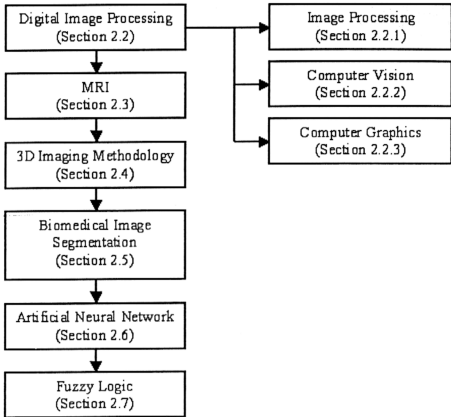 Digital Image Processing
(Section 2.2)
Image Processing
(Section 2.2.1)
MRI
(Section 2.3)
Computer Vision
(Section 2.2.2)
3D Imaging Methodology
(Section 2.4)
Computer Graphics
(Section 2.2.3)
Biomedical Image
Segmentation
(Section 2.5)
Artificial Neural Network
(Section 2.6)
Fuzzy Logic
(Section 2.7)